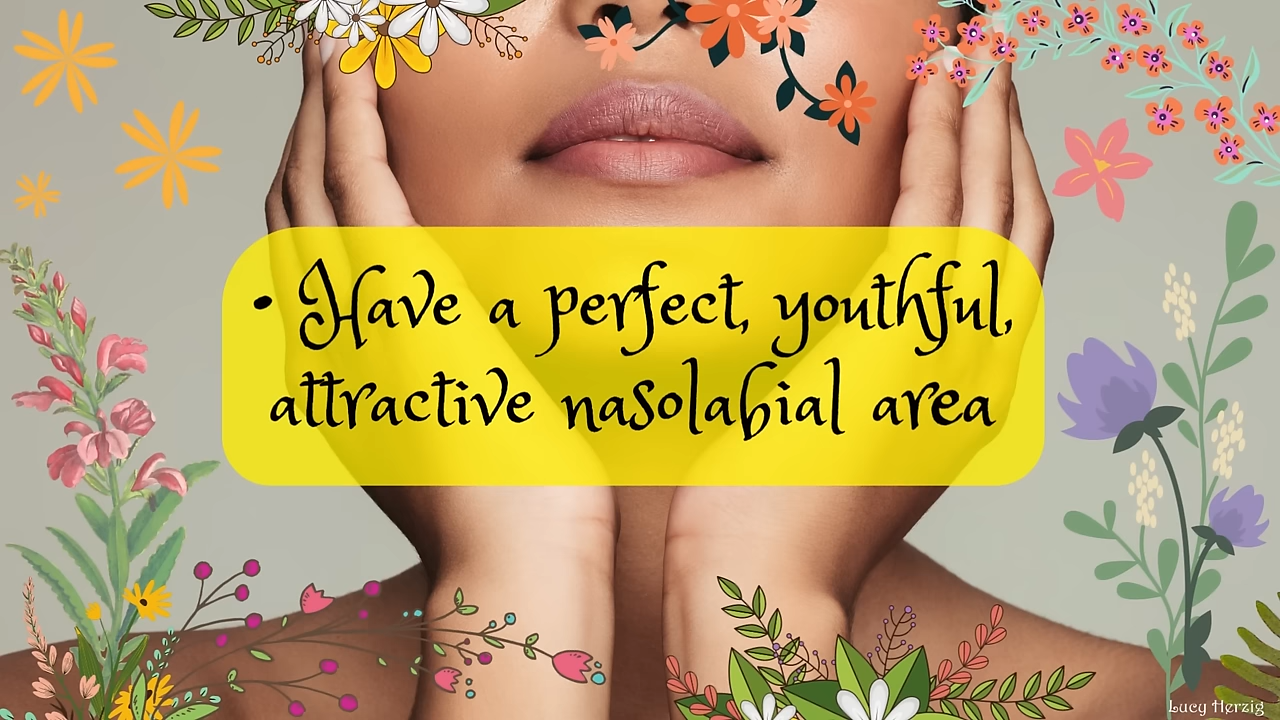 • Have a perfect, youthful,
attractive nasolabial area
Lucy Herzig